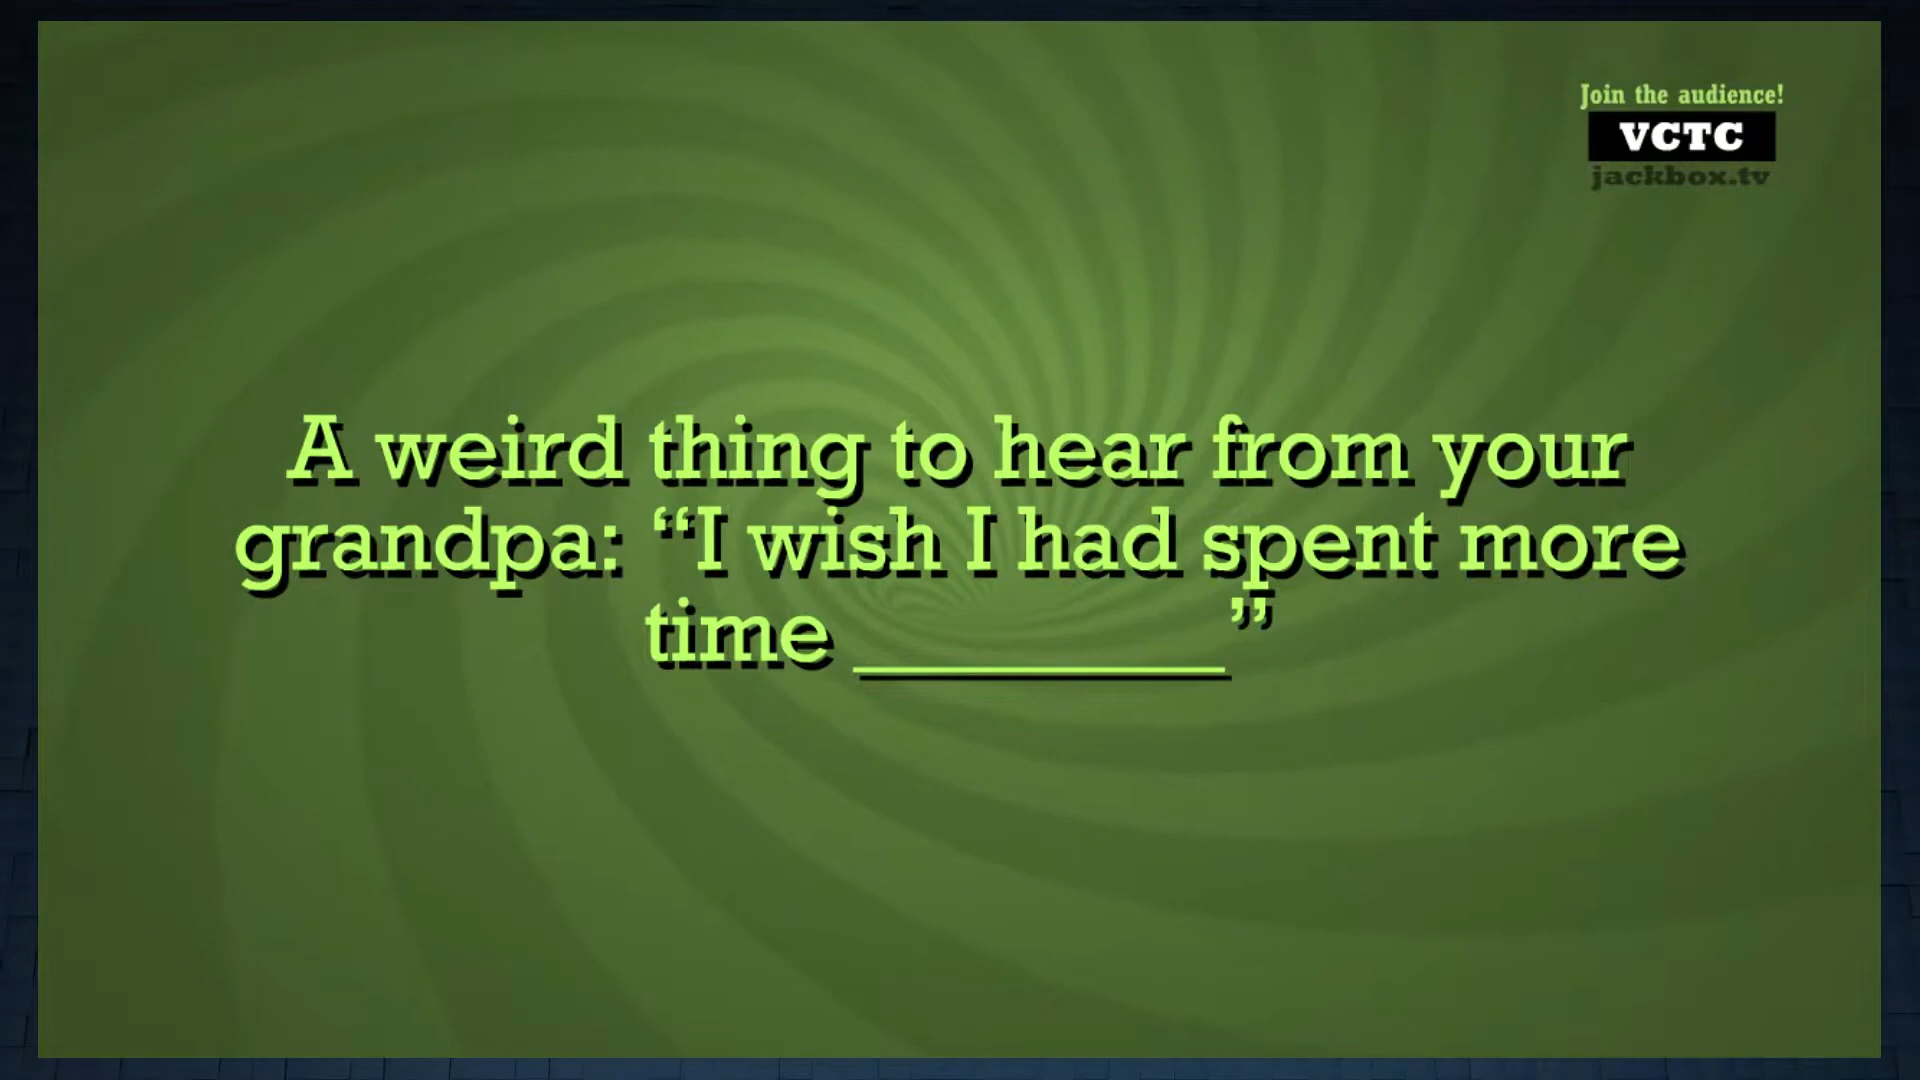 Join the audience!
VCTC
jackbox.tv
A weird thing to hear from your
grandpa: “I wish I had spent more
time ________”